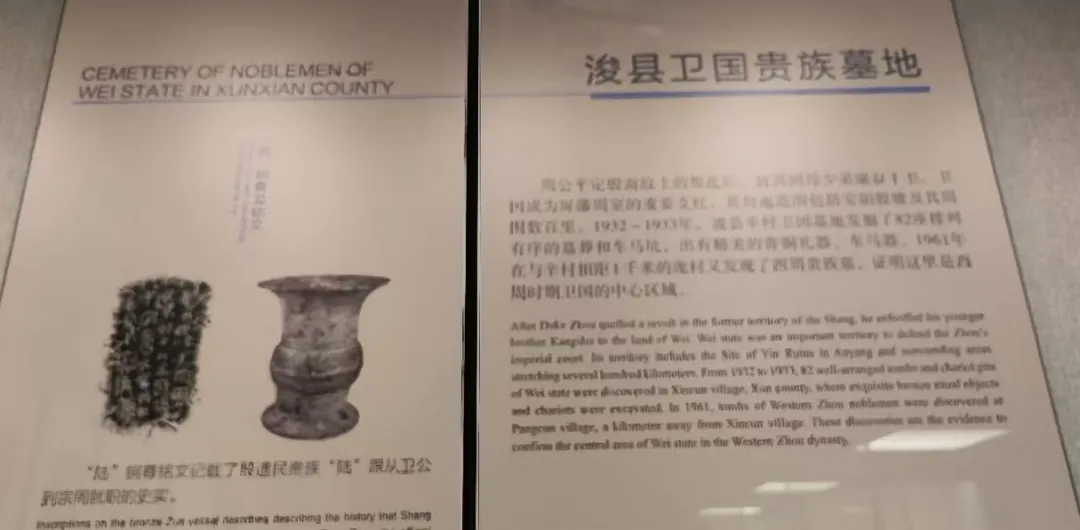 CEMETERY OF NOBLEMEN OF
WEI STATE IN XUNXIAN COUNTY
铜尊及铭文
“陆”铜尊铭文记载了殷遗民贵族“陆”跟从卫公
到宗周就职的史实。
Inscriptions on the bronze Zun vessel describes describing the history that Shang
浚县卫国贵族墓地
周公平定殷商故土的叛乱后，封其同母少弟康叔于卫。卫
国成为屏藩周室的重要支柱，其封域范围包括安阳殷墟及其周
围数百里。1932－1933年，浚县辛村卫国墓地发掘了82座排列
有序的墓葬和车马坑，出有精美的青铜礼器、车马器。1961年
在与辛村相距1千米的庞村又发现了西周贵族墓，证明这里是西
周时期卫国的中心区域。
After Duke Zhou quelled a revolt in the former territory of the Shang, he enfeoffed his younger
brother Kangshu to the land of Wei. Wei state was an important territory to defend the Zhou's
imperial court. Its territory includes the Site of Yin Ruins in Anyang and surrounding areas
stretching several hundred kilometers. From 1932 to 1933, 82 well-arranged tombs and chariot pits
of Wei state were discovered in Xincun village, Xun county, where exquisite bronze ritual objects
and chariots were excavated. In 1961, tombs of Western Zhou noblemen were discovered at
Pangcun village, a kilometer away from Xincun village. These discoveries are the evidence to
confirm the central area of Wei state in the Western Zhou dynasty.